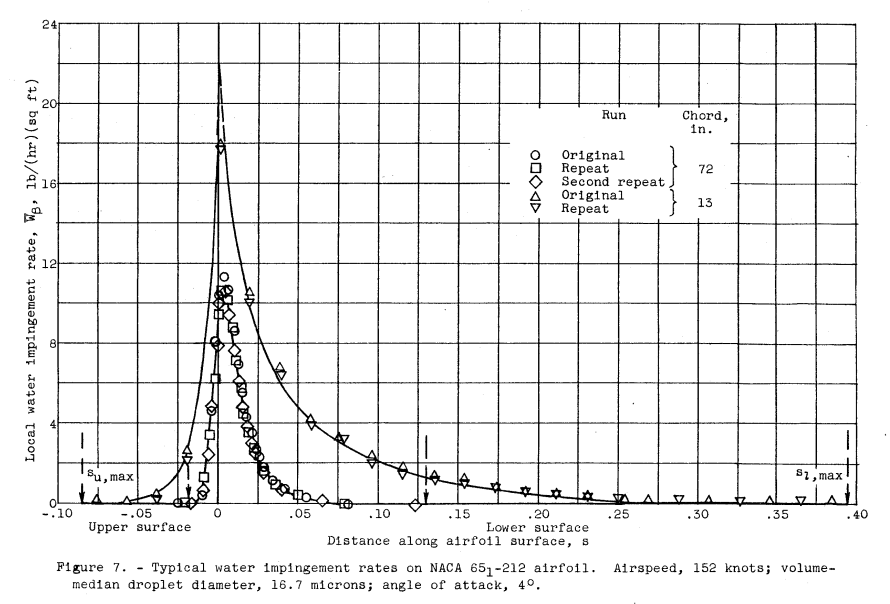 24
20
16
12
8
4
0
Local water impingement rate, W̅β, lb/(hr)(sq ft)
Run
Chord, in.
Original
Repeat
72
Second repeat
Original
13
Repeat
su,max
sl,max
-.10
-.05
0
.05
.10
.15
.20
.25
.30
.35
.40
Upper surface
Lower surface
Distance along airfoil surface, s
Figure 7. - Typical water impingement rates on NACA 65₁-212 airfoil. Airspeed, 152 knots; volume-
median droplet diameter, 16.7 microns; angle of attack, 4°.